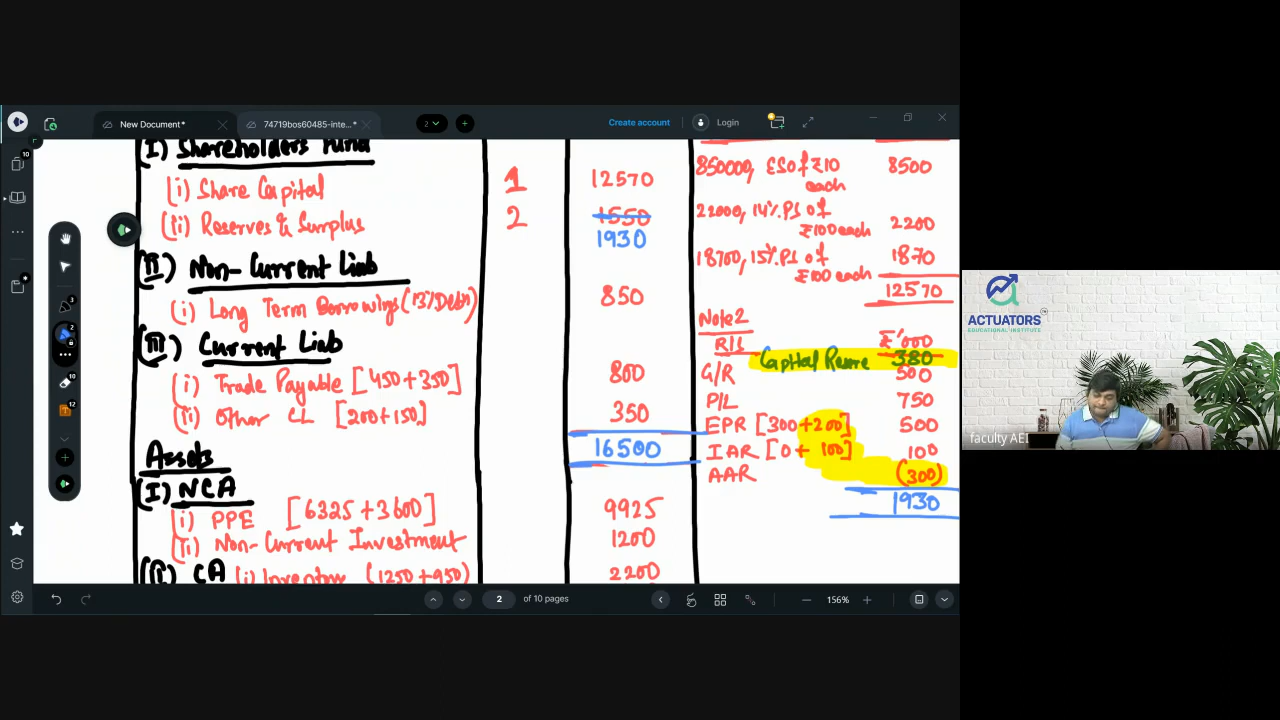 New Document*
74719bos60485-inte...*
2
Create account
Login
(I) Shareholders Fund
(i) Share Capital 1 12570
(ii) Reserves & Surplus 2 1550
1930
(II) Non-Current Liab
(i) Long Term Borrowings (13% Debn) 850
(III) Current Liab
(i) Trade Payable [450+350] 800
(ii) Other CL [200+150] 350
16500
Assets
(I) NCA
(i) PPE [6325+3600] 9925
(ii) Non-Current Investment 1200
(II) CA (i) Inventory (1250+950) 2200
850000, ESo of ₹10 each 8500
22000, 14% PS of ₹100 each 2200
18700, 15% PS of ₹100 each 1870
12570
Note 2
R/S ₹'000
Capital Reserve 380
G/R 500
P/L 750
EPR [300+200] 500
IAR [0+100] 100
AAR (300)
1930
2 of 10 pages
156%
ACTUATORS
EDUCATIONAL INSTITUTE
faculty AEI